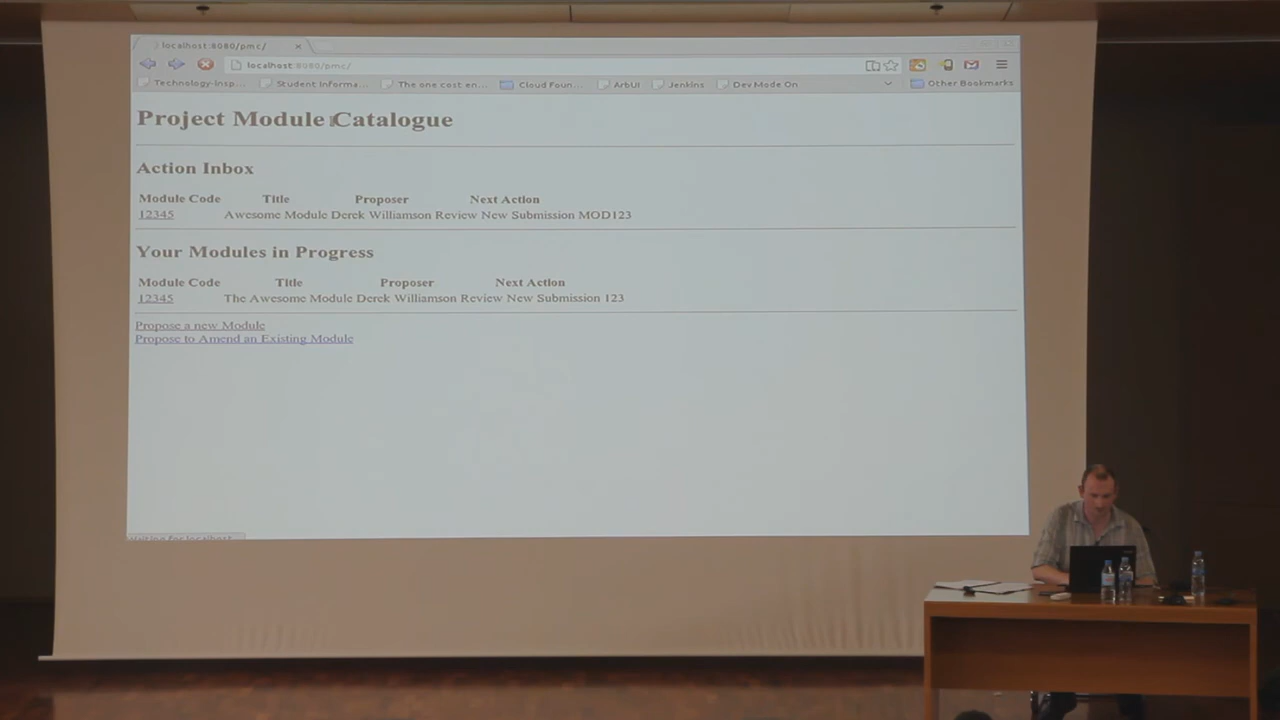 localhost:8080/pmc/
localhost:8080/pmc/
Technology-insp... Student Informa... The one cost en... Cloud Foun... ArbUI Jenkins Dev Mode On Other Bookmarks
Project Module Catalogue
Action Inbox
Module Code Title Proposer Next Action
12345 Awesome Module Derek Williamson Review New Submission MOD123
Your Modules in Progress
Module Code Title Proposer Next Action
12345 The Awesome Module Derek Williamson Review New Submission 123
Propose a new Module
Propose to Amend an Existing Module
Waiting for localhost...